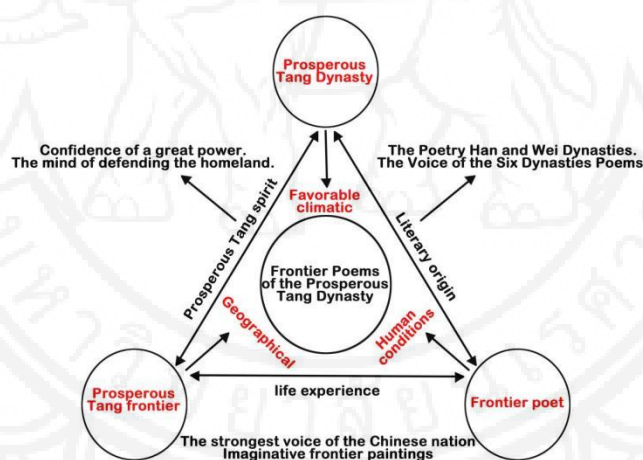 Prosperous
Tang Dynasty
Confidence of a great power.
The mind of defending the homeland.
The Poetry Han and Wei Dynasties.
The Voice of the Six Dynasties Poems
Favorable
climatic
Prosperous Tang spirit
Literary origin
Frontier Poems
of the Prosperous
Tang Dynasty
Geographical
Human
conditions
Prosperous
Tang frontier
life experience
Frontier poet
The strongest voice of the Chinese nation
Imaginative frontier paintings